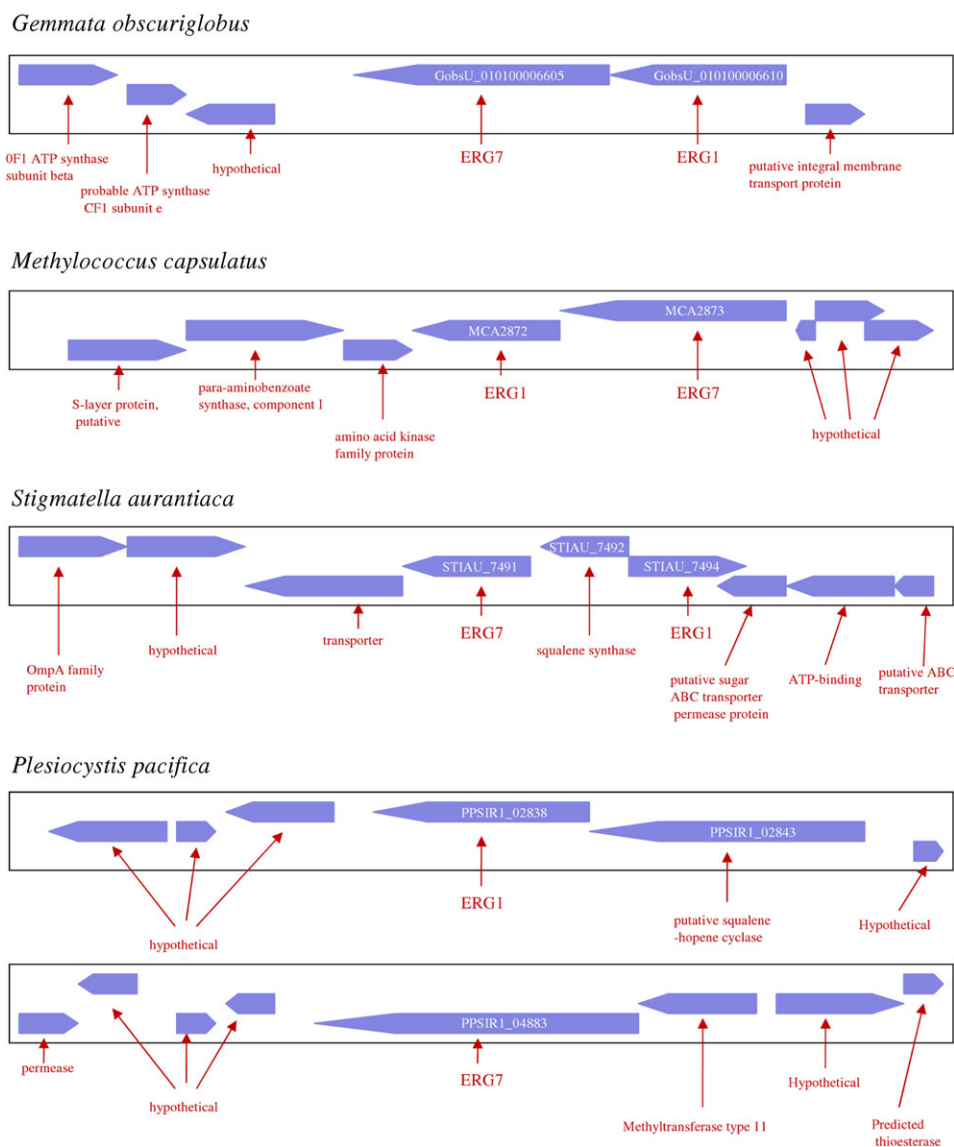 Gemmata obscuriglobus
GobsU_010100006605
GobsU_010100006610
0F1 ATP synthase
subunit beta
probable ATP synthase
CF1 subunit e
hypothetical
ERG7
ERG1
putative integral membrane
transport protein
Methylococcus capsulatus
MCA2872
MCA2873
S-layer protein,
putative
para-aminobenzoate
synthase, component I
amino acid kinase
family protein
ERG1
ERG7
hypothetical
Stigmatella aurantiaca
STIAU_7491
STIAU_7492
STIAU_7494
OmpA family
protein
hypothetical
transporter
ERG7
squalene synthase
ERG1
putative sugar
ABC transporter
permease protein
ATP-binding
putative ABC
transporter
Plesiocystis pacifica
PPSIR1_02838
PPSIR1_02843
hypothetical
ERG1
putative squalene
-hopene cyclase
Hypothetical
PPSIR1_04883
permease
hypothetical
ERG7
Methyltransferase type 11
Hypothetical
Predicted
thioesterase